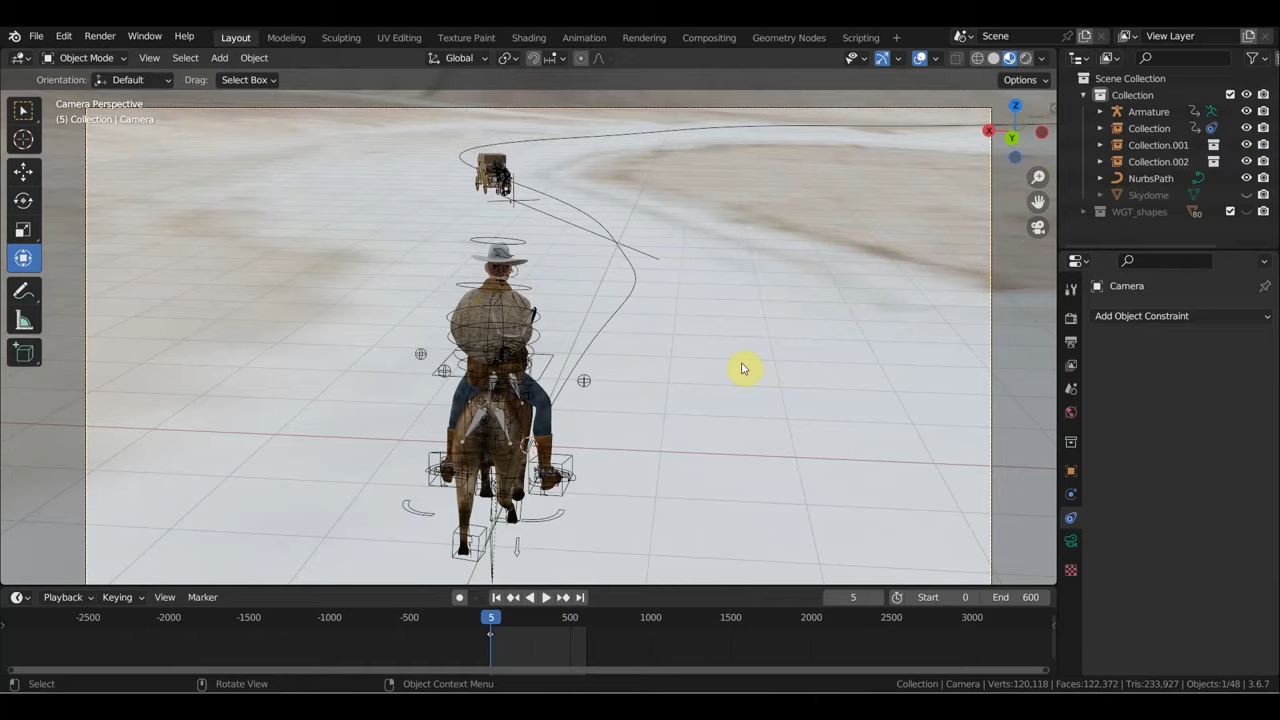 File Edit Render Window Help Layout Modeling Sculpting UV Editing Texture Paint Shading Animation Rendering Compositing Geometry Nodes Scripting + Scene View Layer
Object Mode View Select Add Object Global
Orientation: Default Drag: Select Box Options
Scene Collection
Collection
Armature
Collection
Collection.001
Collection.002
NurbsPath
Skydome
WGT_shapes 80
Camera Perspective
(5) Collection | Camera
Z
X
Y
Camera
Add Object Constraint
Playback Keying View Marker 5 Start 0 End 600
-2500 -2000 -1500 -1000 -500 5 500 1000 1500 2000 2500 3000
Select Rotate View Object Context Menu Collection | Camera | Verts:120,118 | Faces:122,372 | Tris:233,927 | Objects:1/48 | 3.6.7